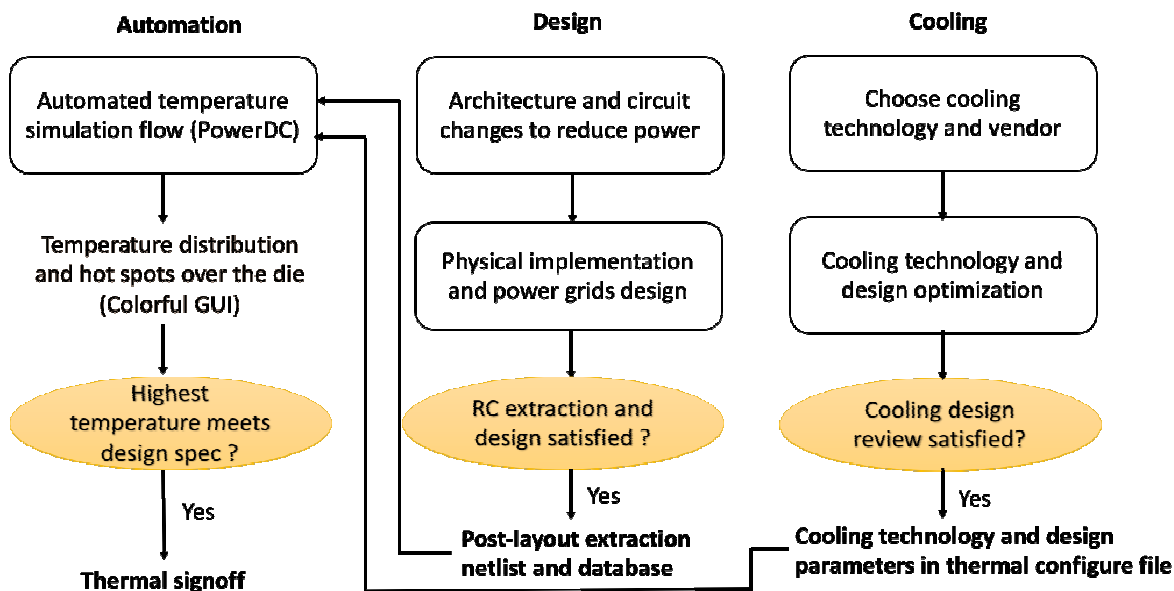 Automation
Automated temperature
simulation flow (PowerDC)
Temperature distribution
and hot spots over the die
(Colorful GUI)
Highest
temperature meets
design spec ?
Yes
Thermal signoff
Design
Architecture and circuit
changes to reduce power
Physical implementation
and power grids design
RC extraction and
design satisfied ?
Yes
Post-layout extraction
netlist and database
Cooling
Choose cooling
technology and vendor
Cooling technology and
design optimization
Cooling design
review satisfied?
Yes
Cooling technology and design
parameters in thermal configure file